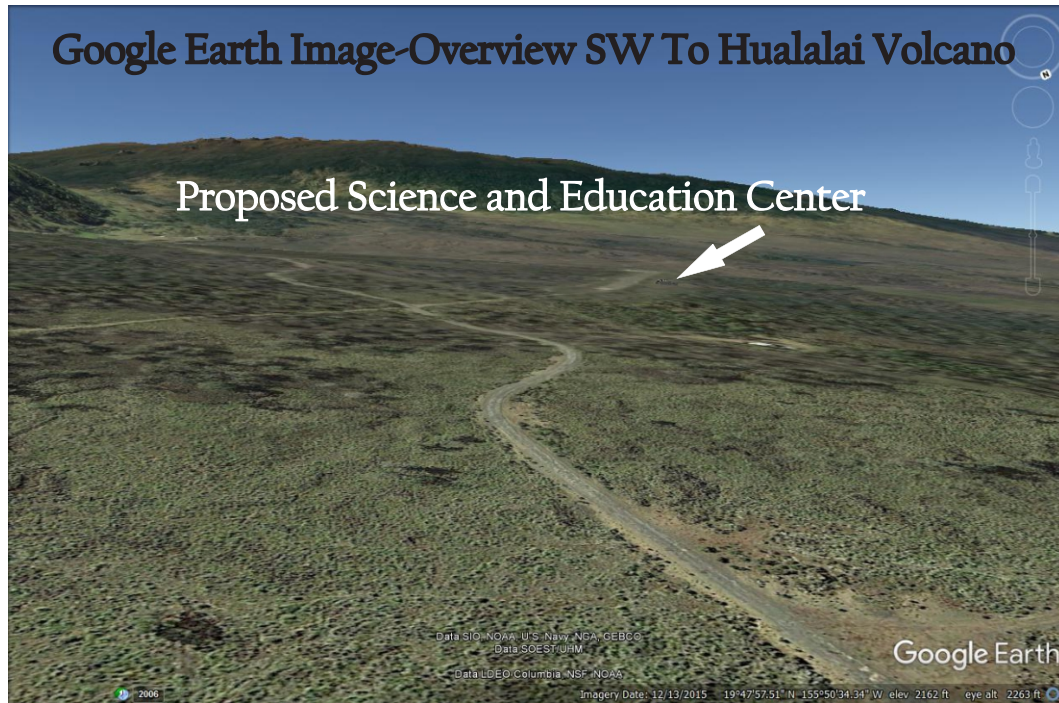 Google Earth Image-Overview SW To Hualalai Volcano
N
Proposed Science and Education Center
Data SIO, NOAA, U.S. Navy, NGA, GEBCO
Data SOEST/UHM
Data LDEO-Columbia, NSF, NOAA
Google Earth
2006
Imagery Date: 12/13/2015 19°47'57.51" N 155°50'34.34" W elev 2162 ft eye alt 2263 ft